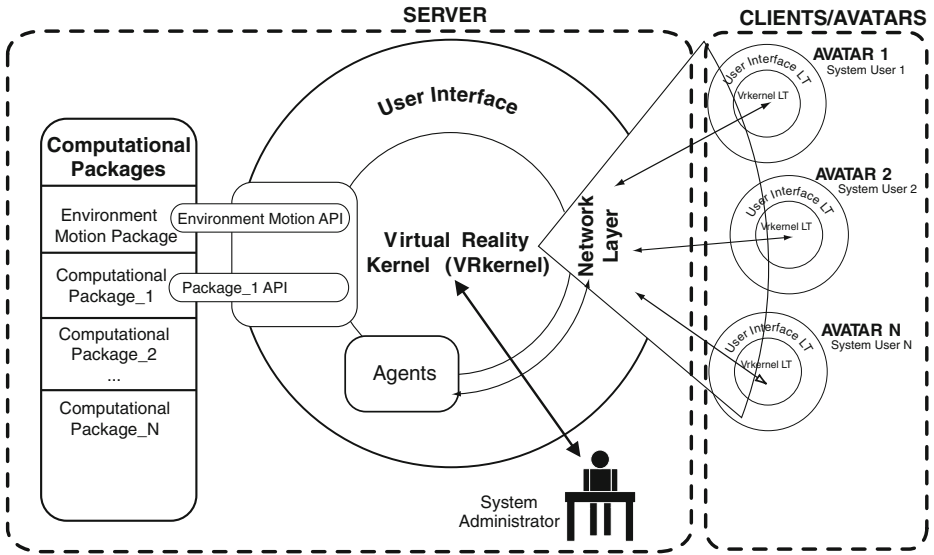 SERVER
CLIENTS/AVATARS
User Interface
Computational
Packages
Environment
Motion Package
Computational
Package_1
Computational
Package_2
...
Computational
Package_N
Environment Motion API
Package_1 API
Virtual Reality
Kernel (VRkernel)
Network
Layer
Agents
System
Administrator
AVATAR 1
System User 1
User Interface LT
Vrkernel LT
AVATAR 2
System User 2
User Interface LT
Vrkernel LT
AVATAR N
System User N
User Interface LT
Vrkernel LT